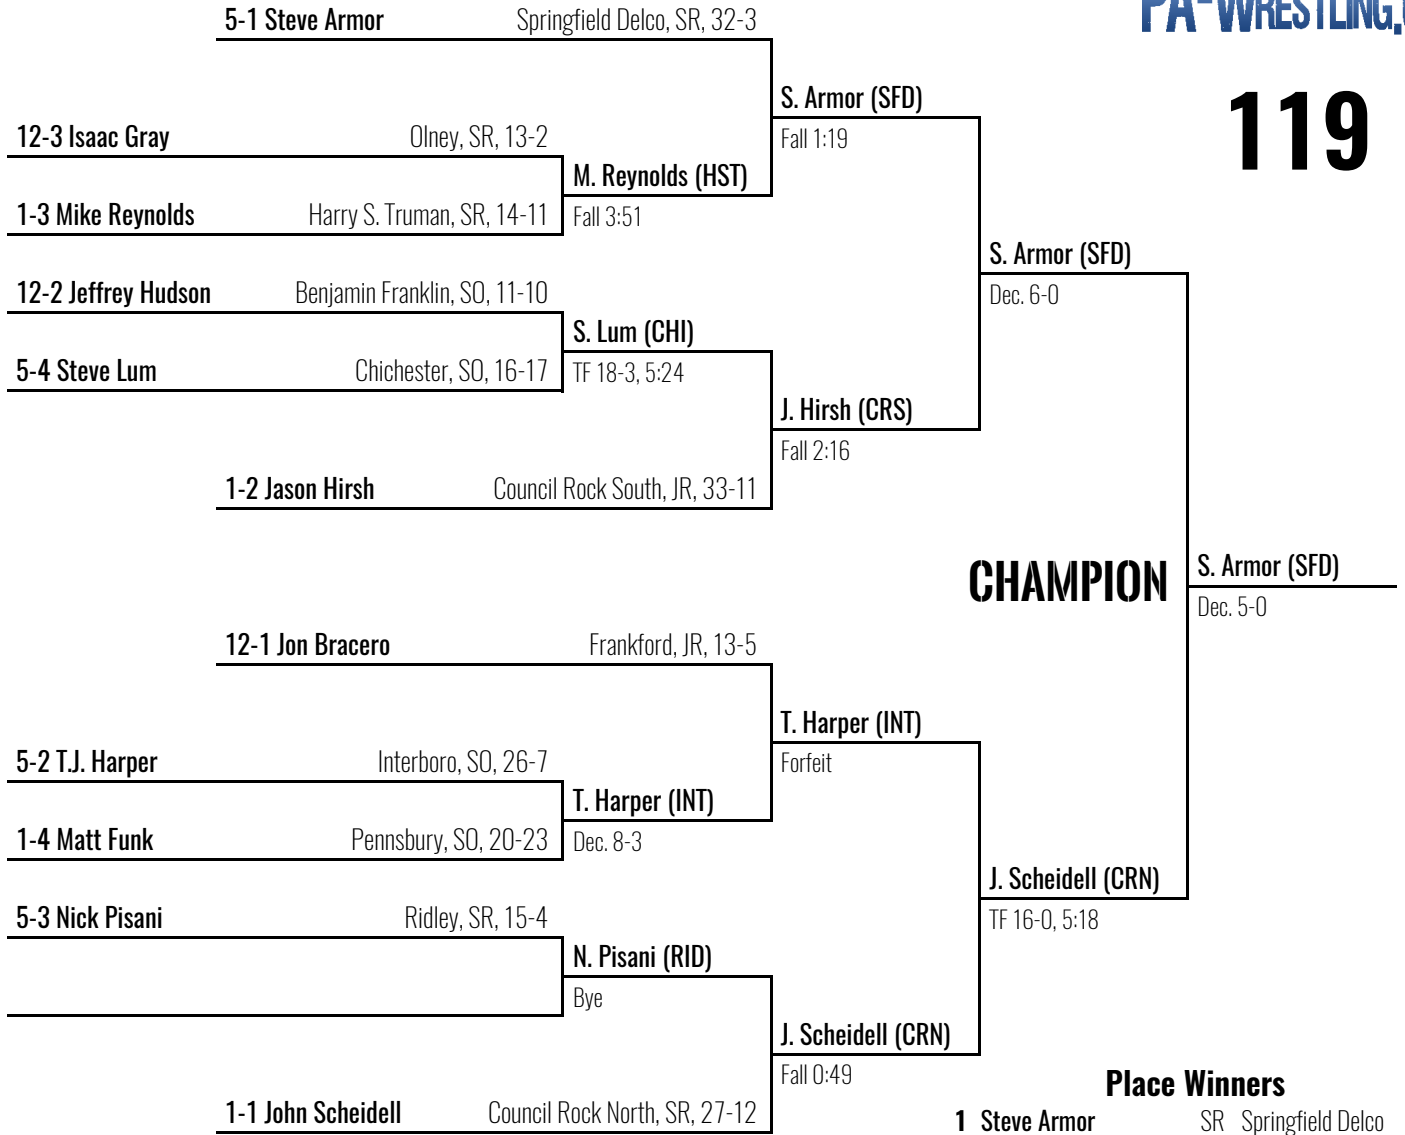 PA-WRESTLING.
119
5-1 Steve Armor Springfield Delco, SR, 32-3
S. Armor (SFD)
Fall 1:19
12-3 Isaac Gray Olney, SR, 13-2
M. Reynolds (HST)
Fall 3:51
1-3 Mike Reynolds Harry S. Truman, SR, 14-11
S. Armor (SFD)
Dec. 6-0
12-2 Jeffrey Hudson Benjamin Franklin, SO, 11-10
S. Lum (CHI)
TF 18-3, 5:24
5-4 Steve Lum Chichester, SO, 16-17
J. Hirsh (CRS)
Fall 2:16
1-2 Jason Hirsh Council Rock South, JR, 33-11
CHAMPION
S. Armor (SFD)
Dec. 5-0
12-1 Jon Bracero Frankford, JR, 13-5
T. Harper (INT)
Forfeit
5-2 T.J. Harper Interboro, SO, 26-7
T. Harper (INT)
Dec. 8-3
1-4 Matt Funk Pennsbury, SO, 20-23
J. Scheidell (CRN)
TF 16-0, 5:18
5-3 Nick Pisani Ridley, SR, 15-4
N. Pisani (RID)
Bye
J. Scheidell (CRN)
Fall 0:49
1-1 John Scheidell Council Rock North, SR, 27-12
Place Winners
1 Steve Armor SR Springfield Delco